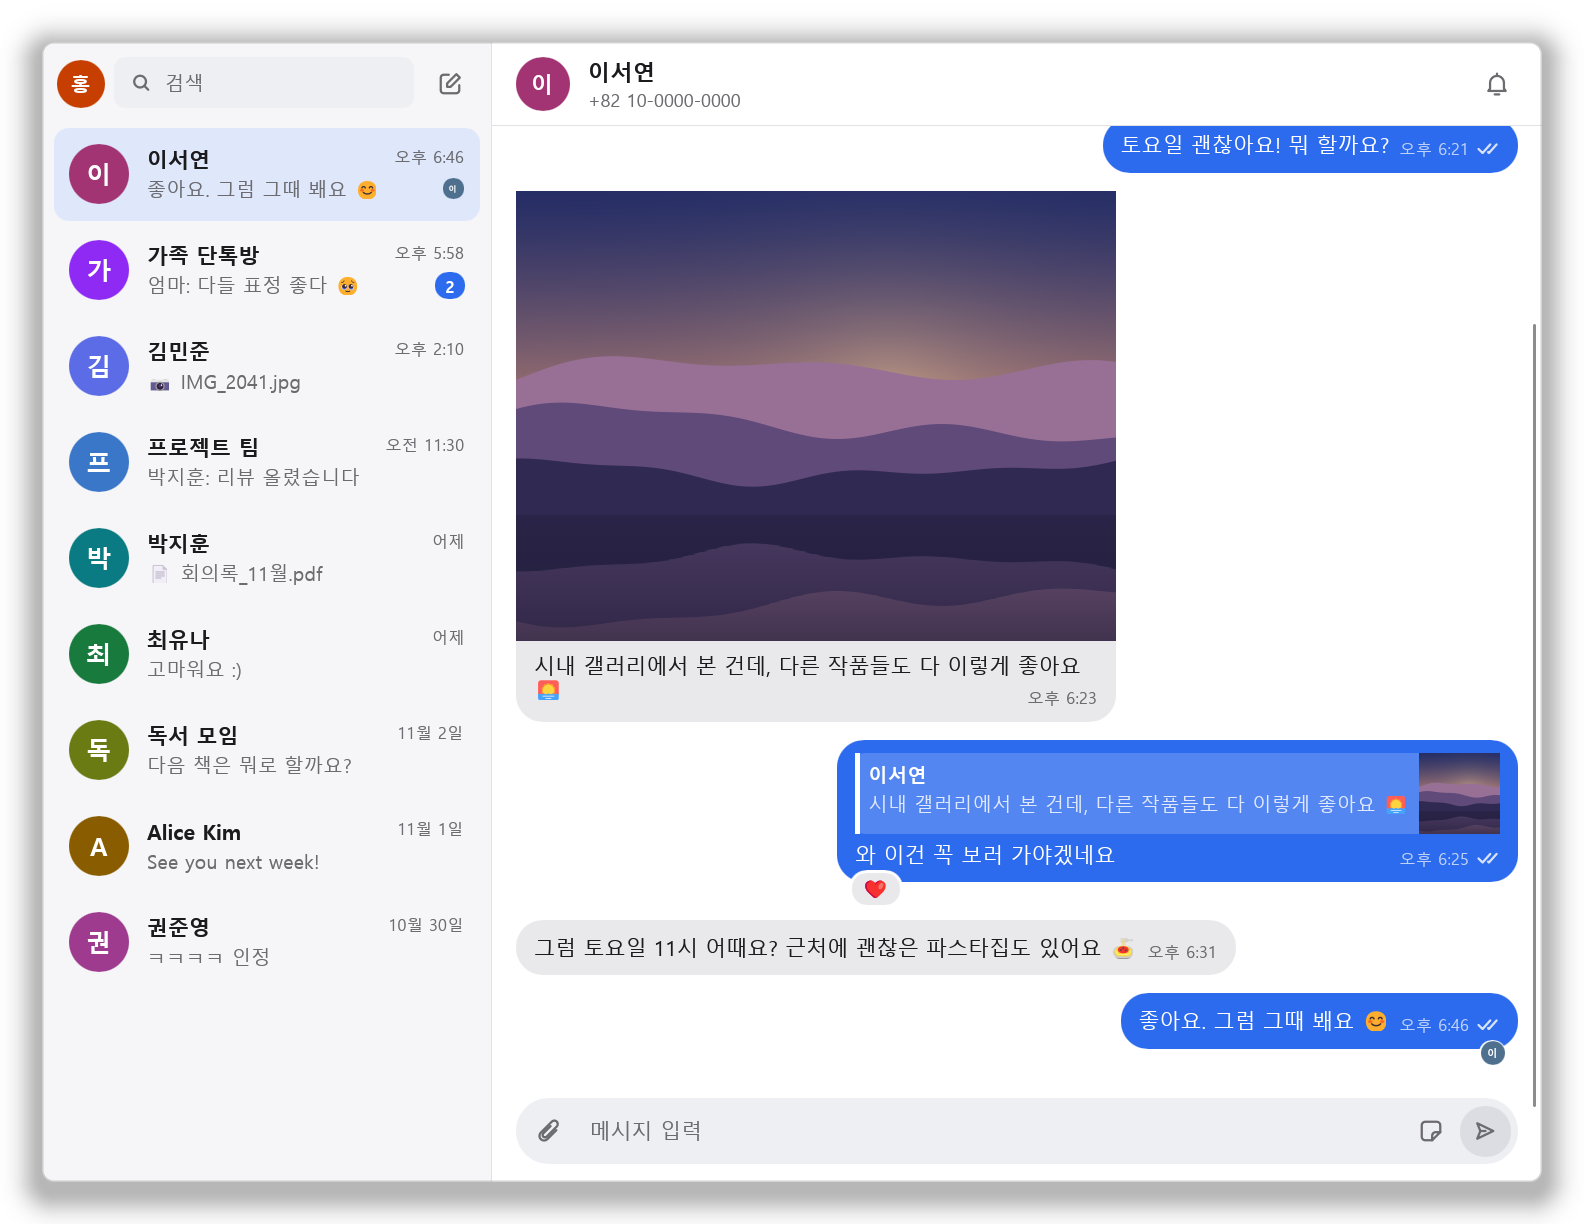 홍
검색
이
이서연
오후 6:46
좋아요. 그럼 그때 봬요 😊
이
가
가족 단톡방
오후 5:58
엄마: 다들 표정 좋다 🥺
2
김
김민준
오후 2:10
📷 IMG_2041.jpg
프
프로젝트 팀
오전 11:30
박지훈: 리뷰 올렸습니다
박
박지훈
어제
📄 회의록_11월.pdf
최
최유나
어제
고마워요 :)
독
독서 모임
11월 2일
다음 책은 뭐로 할까요?
A
Alice Kim
11월 1일
See you next week!
권
권준영
10월 30일
ㅋㅋㅋㅋ 인정
이
이서연
+82 10-0000-0000
토요일 괜찮아요! 뭐 할까요? 오후 6:21
시내 갤러리에서 본 건데, 다른 작품들도 다 이렇게 좋아요
🌅 오후 6:23
이서연
시내 갤러리에서 본 건데, 다른 작품들도 다 이렇게 좋아요 🌅
와 이건 꼭 보러 가야겠네요 오후 6:25
❤️
그럼 토요일 11시 어때요? 근처에 괜찮은 파스타집도 있어요 🍝 오후 6:31
좋아요. 그럼 그때 봬요 😊 오후 6:46
이
메시지 입력